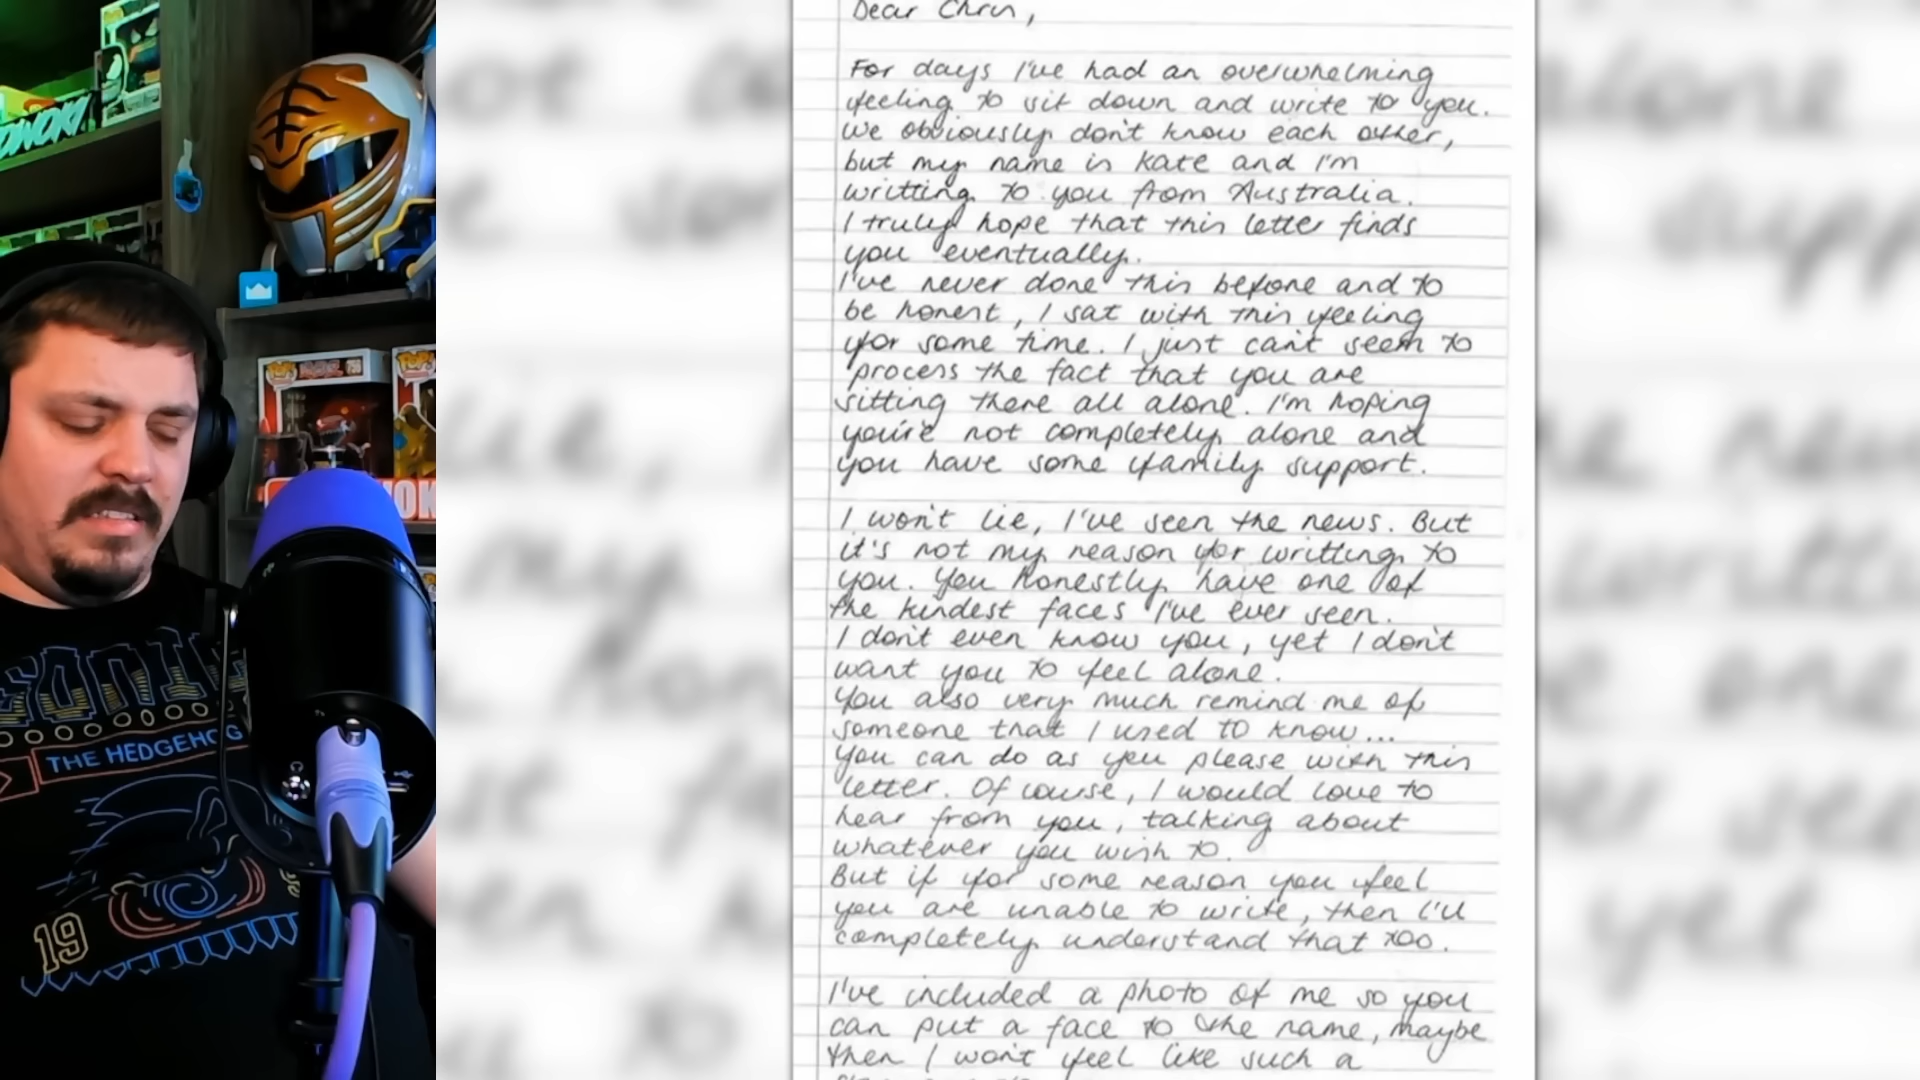 Dear Chris,
For days I've had an overwhelming
feeling to sit down and write to you.
We obviously don't know each other,
but my name is Kate and I'm
writting to you from Australia.
I truly hope that this letter finds
you eventually.
I've never done this before and to
be honest, I sat with this feeling
for some time. I just can't seem to
process the fact that you are
sitting there all alone. I'm hoping
you're not completely alone and
you have some family support.
I won't lie, I've seen the news. But
it's not my reason for writting to
you. You honestly have one of
the kindest faces I've ever seen.
I don't even know you, yet I don't
want you to feel alone.
You also very much remind me of
someone that I used to know...
You can do as you please with this
letter. Of course, I would love to
hear from you, talking about
whatever you wish to.
But if for some reason you feel
you are unable to write, then I'll
completely understand that too.
I've included a photo of me so you
can put a face to the name, maybe
then I won't feel like such a
POP!
756
SONIC
THE HEDGEHOG
19